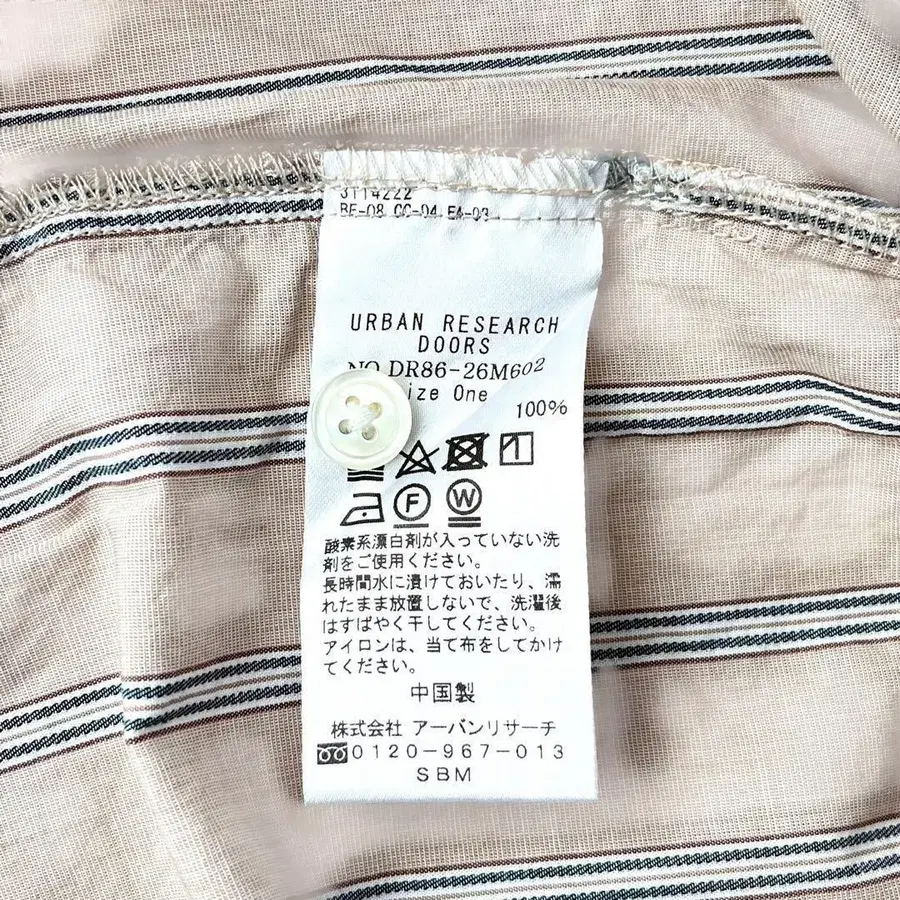 3114222
BE-08 CC-04 EA-03
URBAN RESEARCH
DOORS
NO DR86-26M602
ize One
100%
F W
酸素系漂白剤が入っていない洗
剤をご使用ください。
長時間水に漬けておいたり、濡
れたまま放置しないで、洗濯後
はすばやく干してください。
アイロンは、当て布をしてかけ
てください。
中国製
株式会社 アーバンリサーチ
0120-967-013
SBM